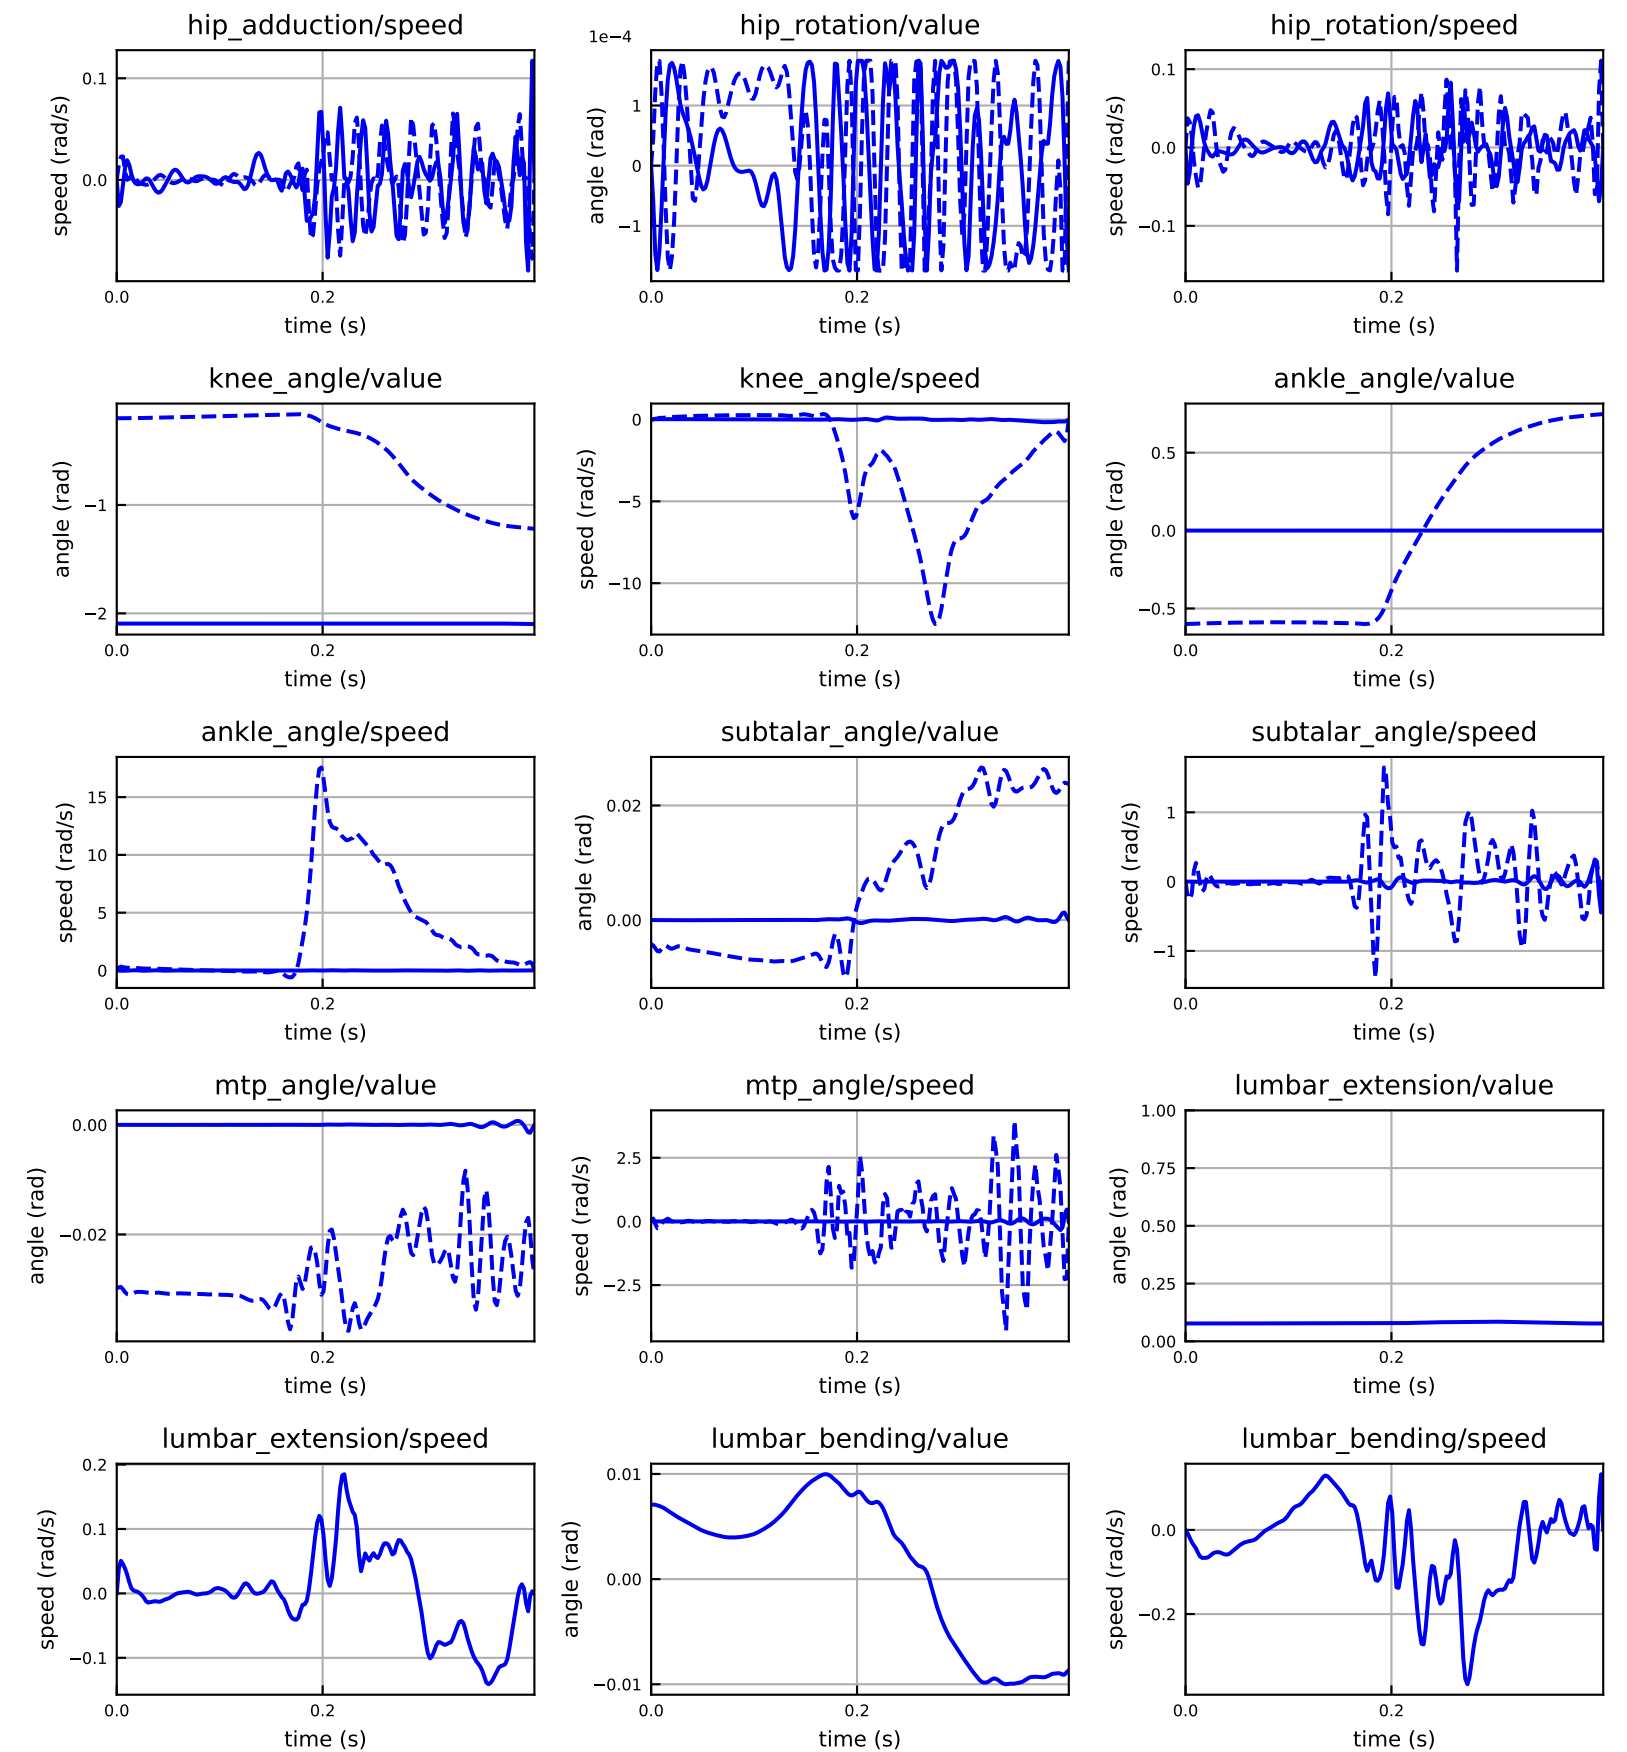 hip_adduction/speed
speed (rad/s)
0.1
0.0
0.0
0.2
time (s)
hip_rotation/value
1e−4
angle (rad)
1
0
−1
0.0
0.2
time (s)
hip_rotation/speed
speed (rad/s)
0.1
0.0
−0.1
0.0
0.2
time (s)
knee_angle/value
angle (rad)
−1
−2
0.0
0.2
time (s)
knee_angle/speed
speed (rad/s)
0
−5
−10
0.0
0.2
time (s)
ankle_angle/value
angle (rad)
0.5
0.0
−0.5
0.0
0.2
time (s)
ankle_angle/speed
speed (rad/s)
15
10
5
0
0.0
0.2
time (s)
subtalar_angle/value
angle (rad)
0.02
0.00
0.0
0.2
time (s)
subtalar_angle/speed
speed (rad/s)
1
0
−1
0.0
0.2
time (s)
mtp_angle/value
angle (rad)
0.00
−0.02
0.0
0.2
time (s)
mtp_angle/speed
speed (rad/s)
2.5
0.0
−2.5
0.0
0.2
time (s)
lumbar_extension/value
angle (rad)
1.00
0.75
0.50
0.25
0.00
0.0
0.2
time (s)
lumbar_extension/speed
speed (rad/s)
0.2
0.1
0.0
−0.1
0.0
0.2
time (s)
lumbar_bending/value
angle (rad)
0.01
0.00
−0.01
0.0
0.2
time (s)
lumbar_bending/speed
speed (rad/s)
0.0
−0.2
0.0
0.2
time (s)